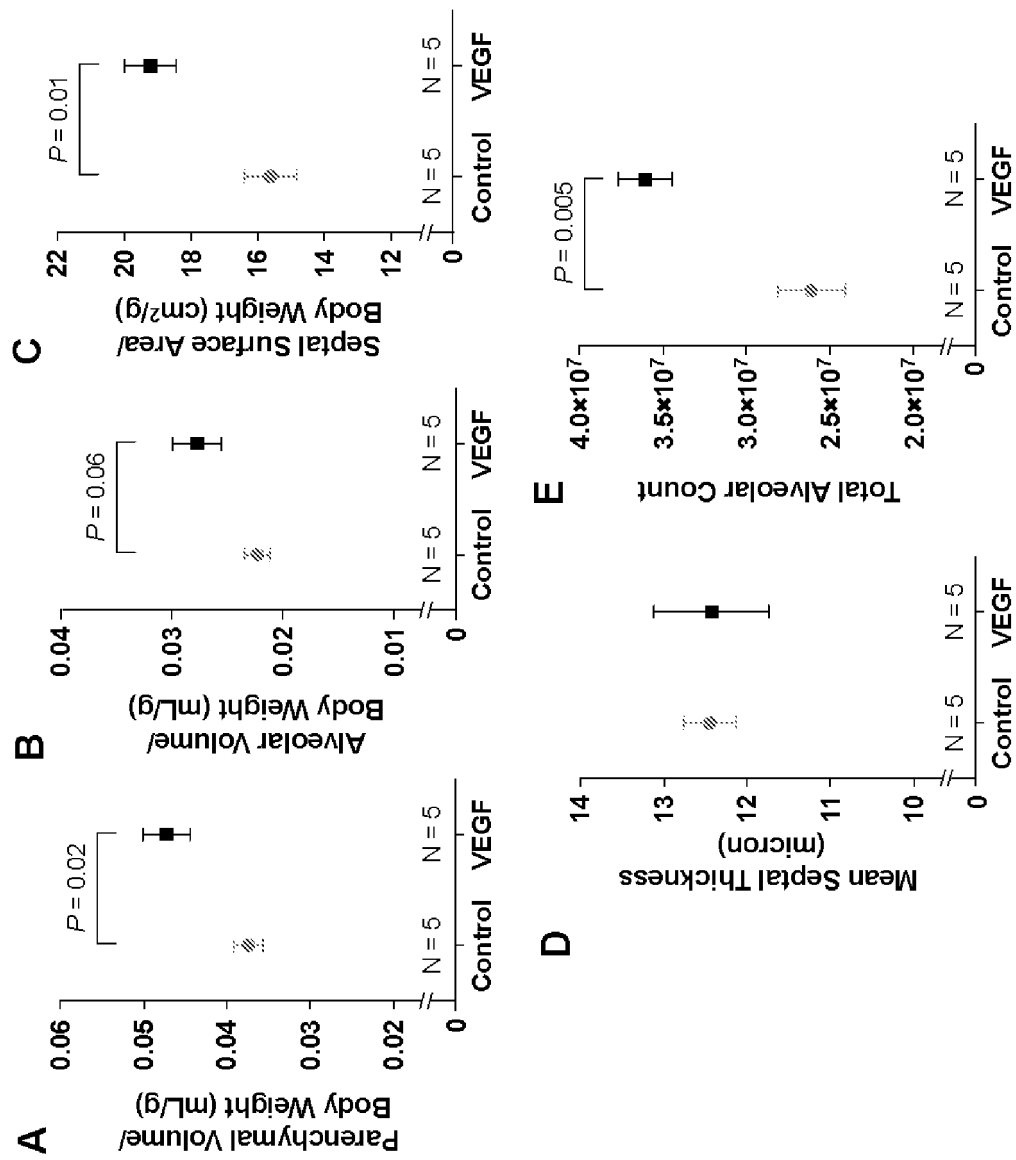 A
Parenchymal Volume/
Body Weight (mL/g)
0.06
0.05
0.04
0.03
0.02
0
P = 0.02
N = 5
N = 5
Control
VEGF
B
Alveolar Volume/
Body Weight (mL/g)
0.04
0.03
0.02
0.01
0
P = 0.06
N = 5
N = 5
Control
VEGF
C
Septal Surface Area/
Body Weight (cm²/g)
22
20
18
16
14
12
0
P = 0.01
N = 5
N = 5
Control
VEGF
D
Mean Septal Thickness
(micron)
14
13
12
11
10
0
N = 5
N = 5
Control
VEGF
E
Total Alveolar Count
4.0×10⁷
3.5×10⁷
3.0×10⁷
2.5×10⁷
2.0×10⁷
0
P = 0.005
N = 5
N = 5
Control
VEGF